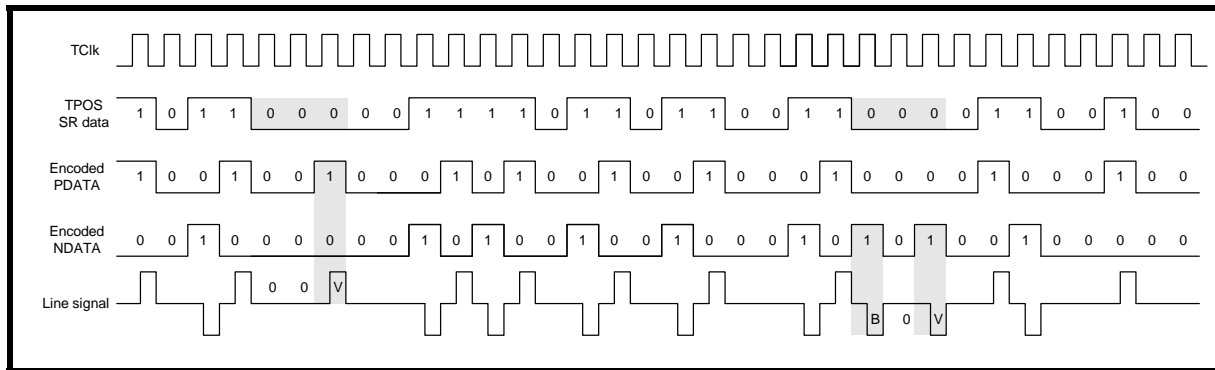 TClk
TPOS
SR data
1 0 1 1 0 0 0 0 0 1 1 1 1 0 1 1 0 1 1 0 0 1 1 0 0 0 0 1 1 0 0 1 0 0
Encoded
PDATA
1 0 0 1 0 0 1 0 0 0 1 0 1 0 0 1 0 0 1 0 0 0 1 0 0 0 0 1 0 0 0 1 0 0
Encoded
NDATA
0 0 1 0 0 0 0 0 0 1 0 1 0 0 1 0 0 1 0 0 0 1 0 1 0 1 0 0 1 0 0 0 0 0
Line signal
0 0 V
B 0 V